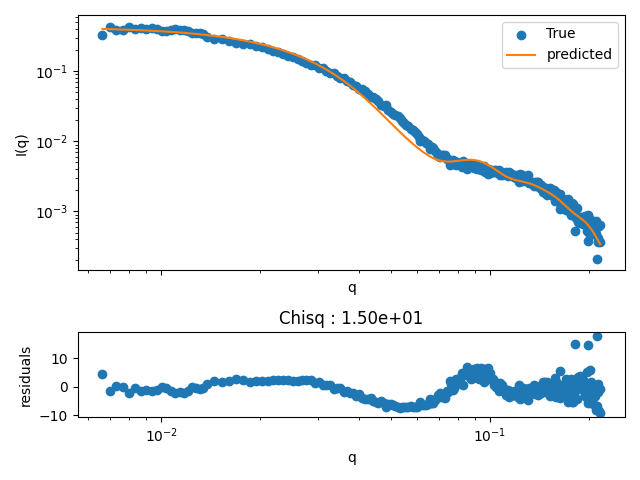 True
predicted
I(q)
10⁻¹
10⁻²
10⁻³
q
Chisq : 1.50e+01
residuals
10
0
−10
10⁻²
10⁻¹
q